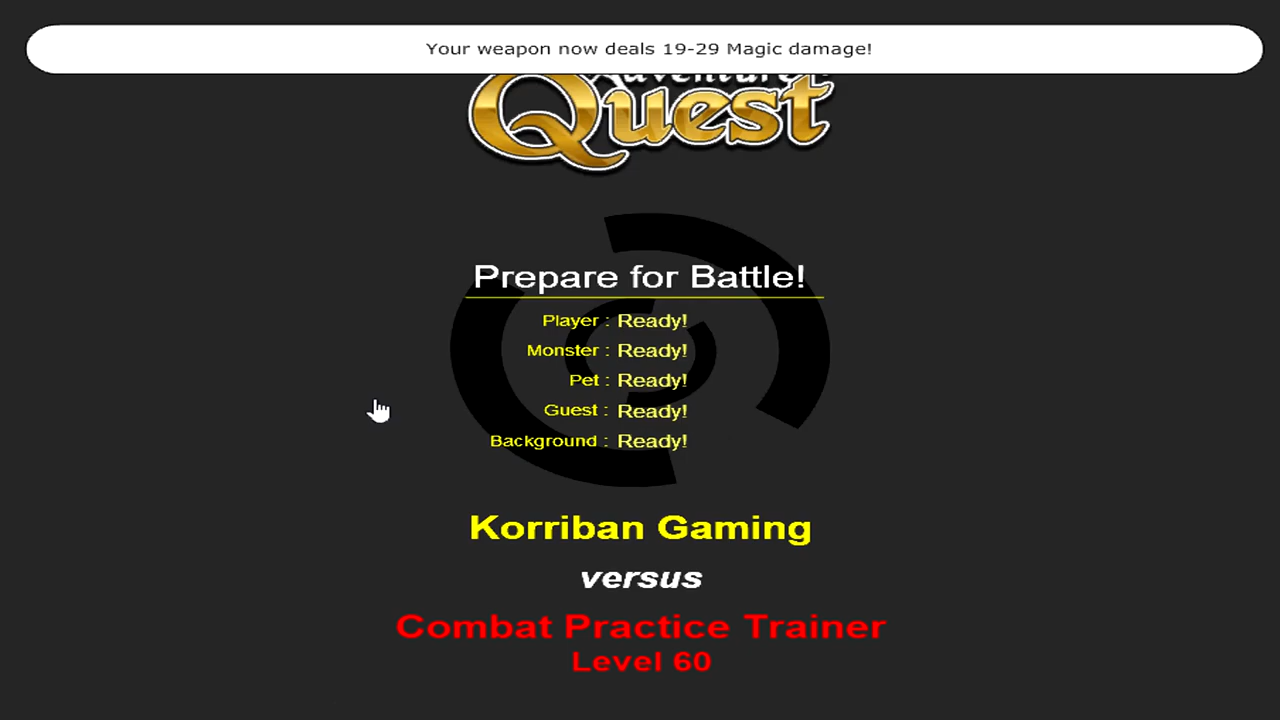 Your weapon now deals 19-29 Magic damage!
Adventure
Quest
Prepare for Battle!
Player : Ready!
Monster : Ready!
Pet : Ready!
Guest : Ready!
Background : Ready!
Korriban Gaming
versus
Combat Practice Trainer
Level 60